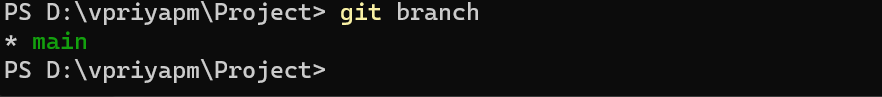 PS D:\vpriyapm\Project> git branch
* main
PS D:\vpriyapm\Project>